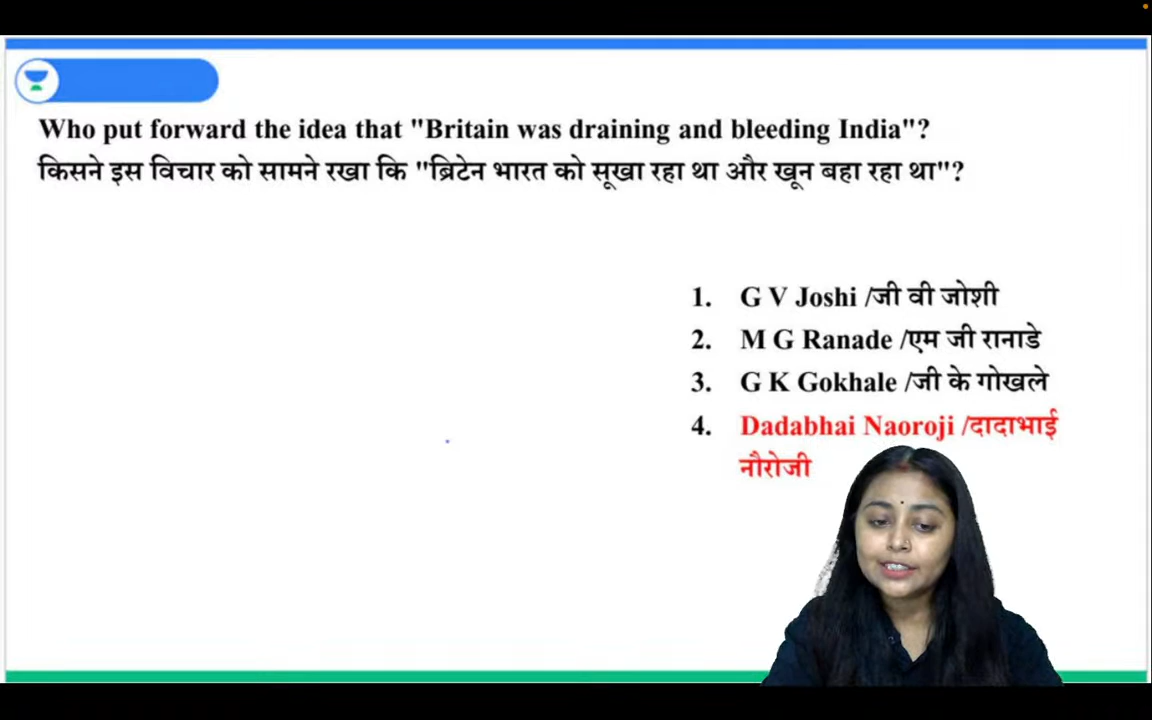 Who put forward the idea that "Britain was draining and bleeding India"?
किसने इस विचार को सामने रखा कि "ब्रिटेन भारत को सूखा रहा था और खून बहा रहा था"?
1. G V Joshi /जी वी जोशी
2. M G Ranade /एम जी रानाडे
3. G K Gokhale /जी के गोखले
4. Dadabhai Naoroji /दादाभाई
नौरोजी